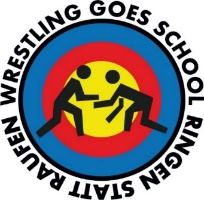 WRESTLING GOES SCHOOL
RINGEN STATT RAUFEN